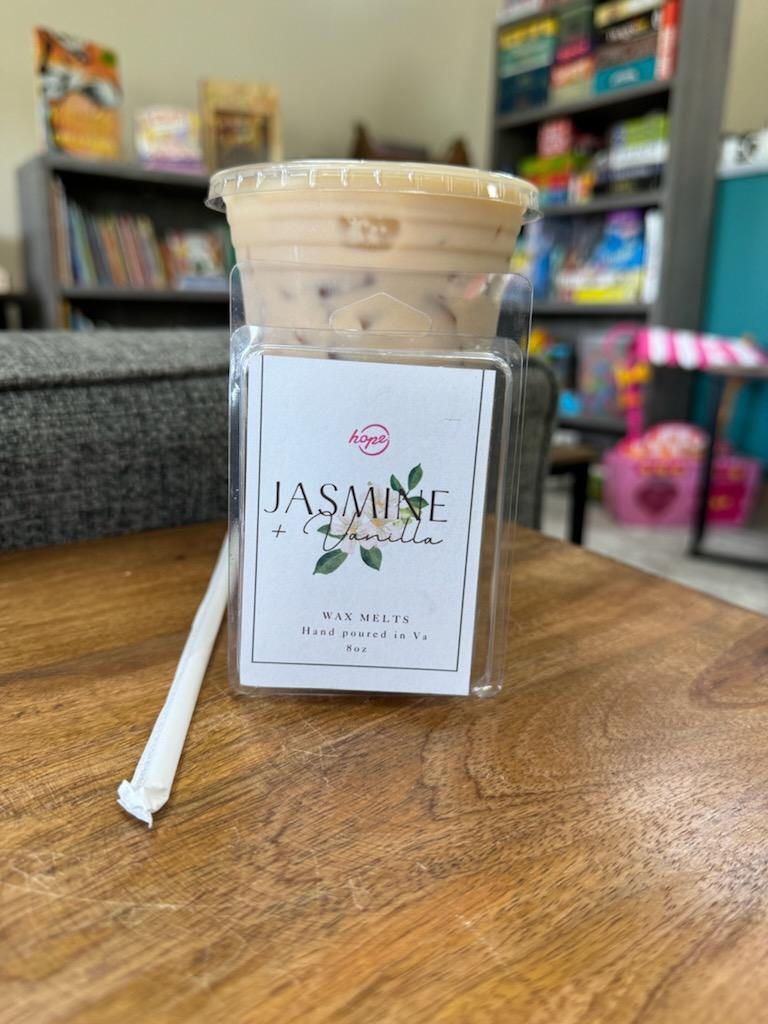 hope
JASMINE
+ Vanilla
WAX MELTS
Hand poured in Va
8oz